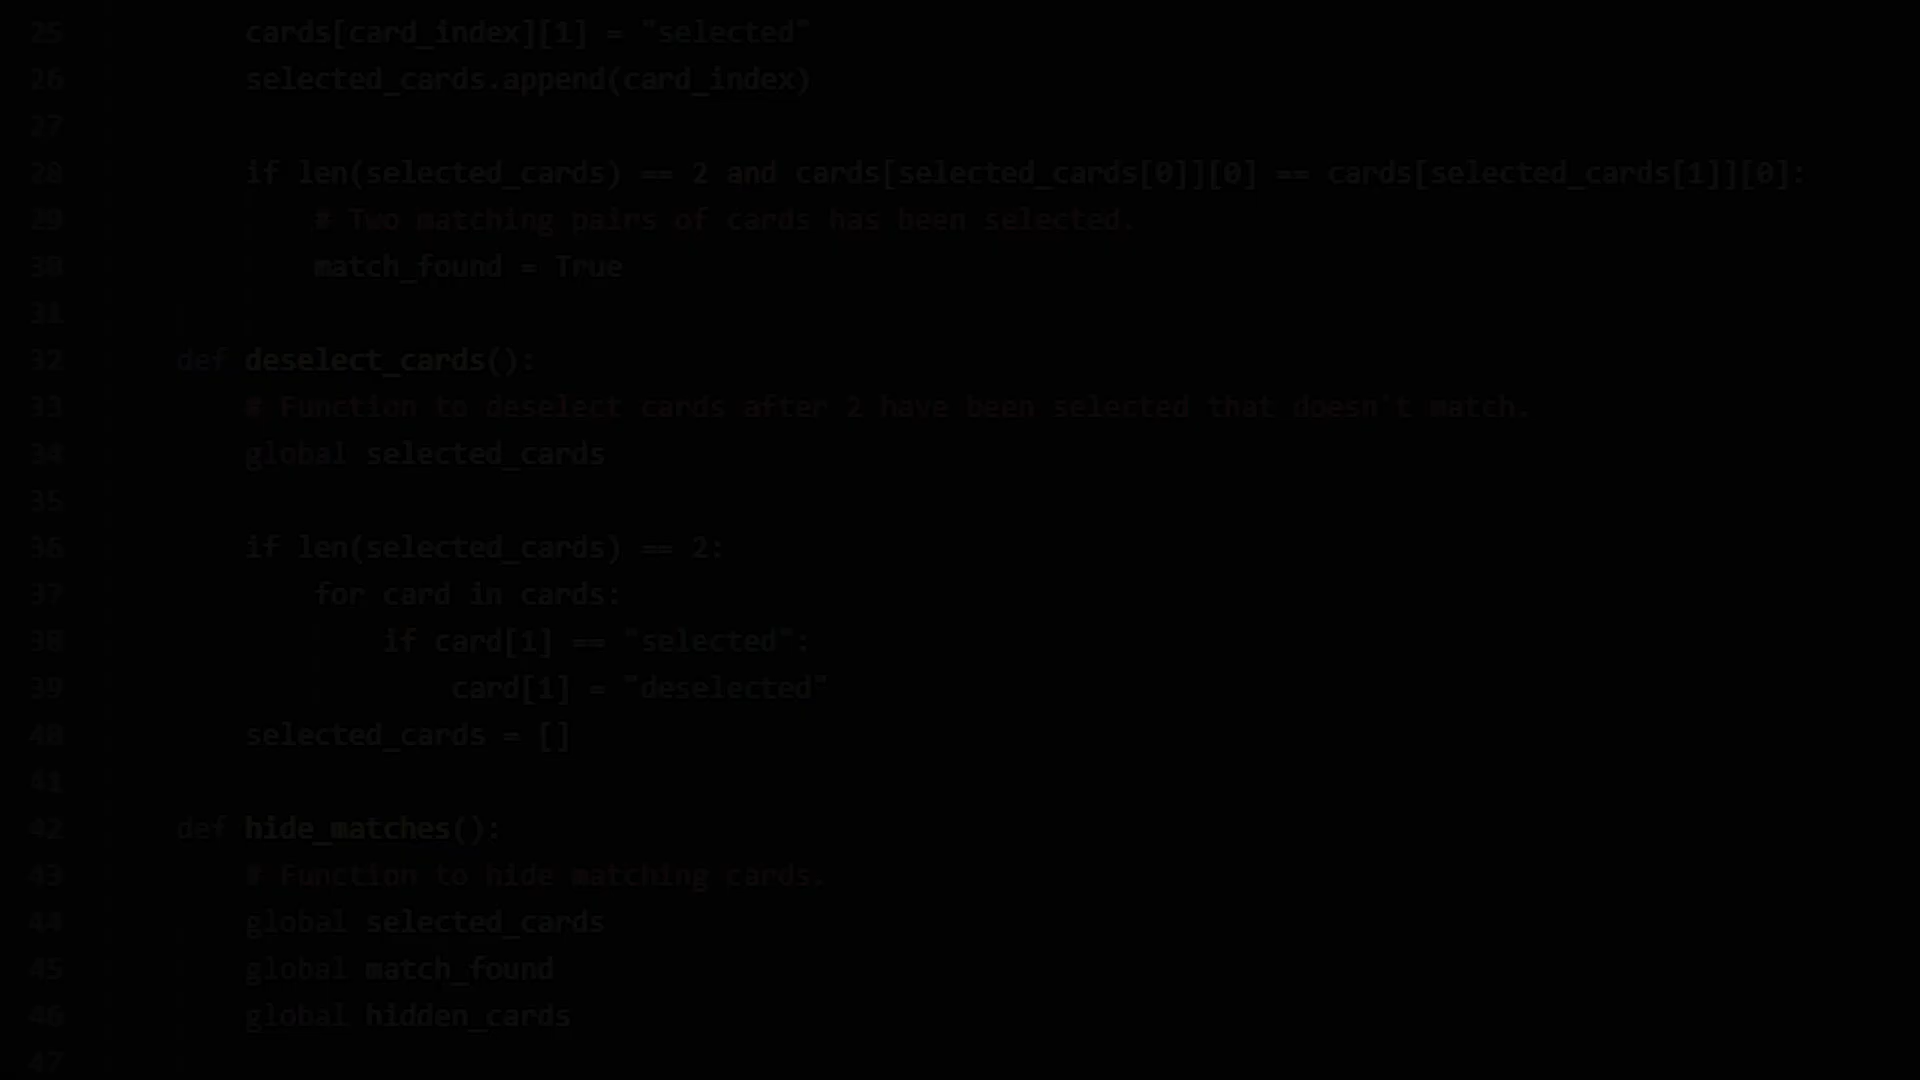 25 cards[card_index][1] = "selected"
26 selected_cards.append(card_index)
27
28 if len(selected_cards) == 2 and cards[selected_cards[0]][0] == cards[selected_cards[1]][0]:
29 # Two matching pairs of cards has been selected.
30 match_found = True
31
32 def deselect_cards():
33 # Function to deselect cards after 2 have been selected that doesn't match.
34 global selected_cards
35
36 if len(selected_cards) == 2:
37 for card in cards:
38 if card[1] == "selected":
39 card[1] = "deselected"
40 selected_cards = []
41
42 def hide_matches():
43 # Function to hide matching cards.
44 global selected_cards
45 global match_found
46 global hidden_cards
47